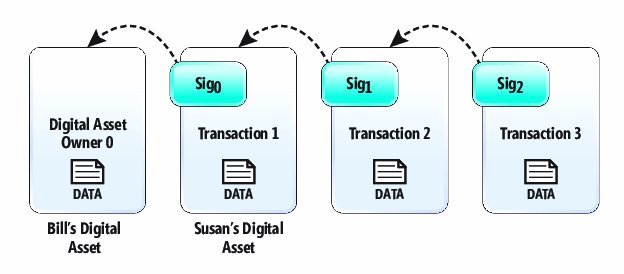 Sig0
Sig1
Sig2
Digital Asset
Owner 0
Transaction 1
Transaction 2
Transaction 3
DATA
DATA
DATA
DATA
Bill's Digital
Asset
Susan's Digital
Asset